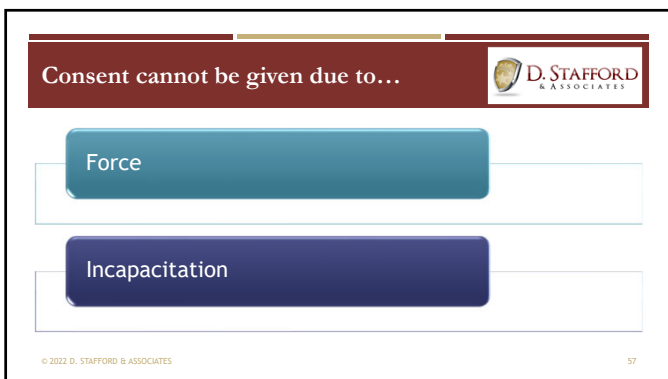 Consent cannot be given due to…
D. STAFFORD
& ASSOCIATES
Force
Incapacitation
© 2022 D. STAFFORD & ASSOCIATES
57